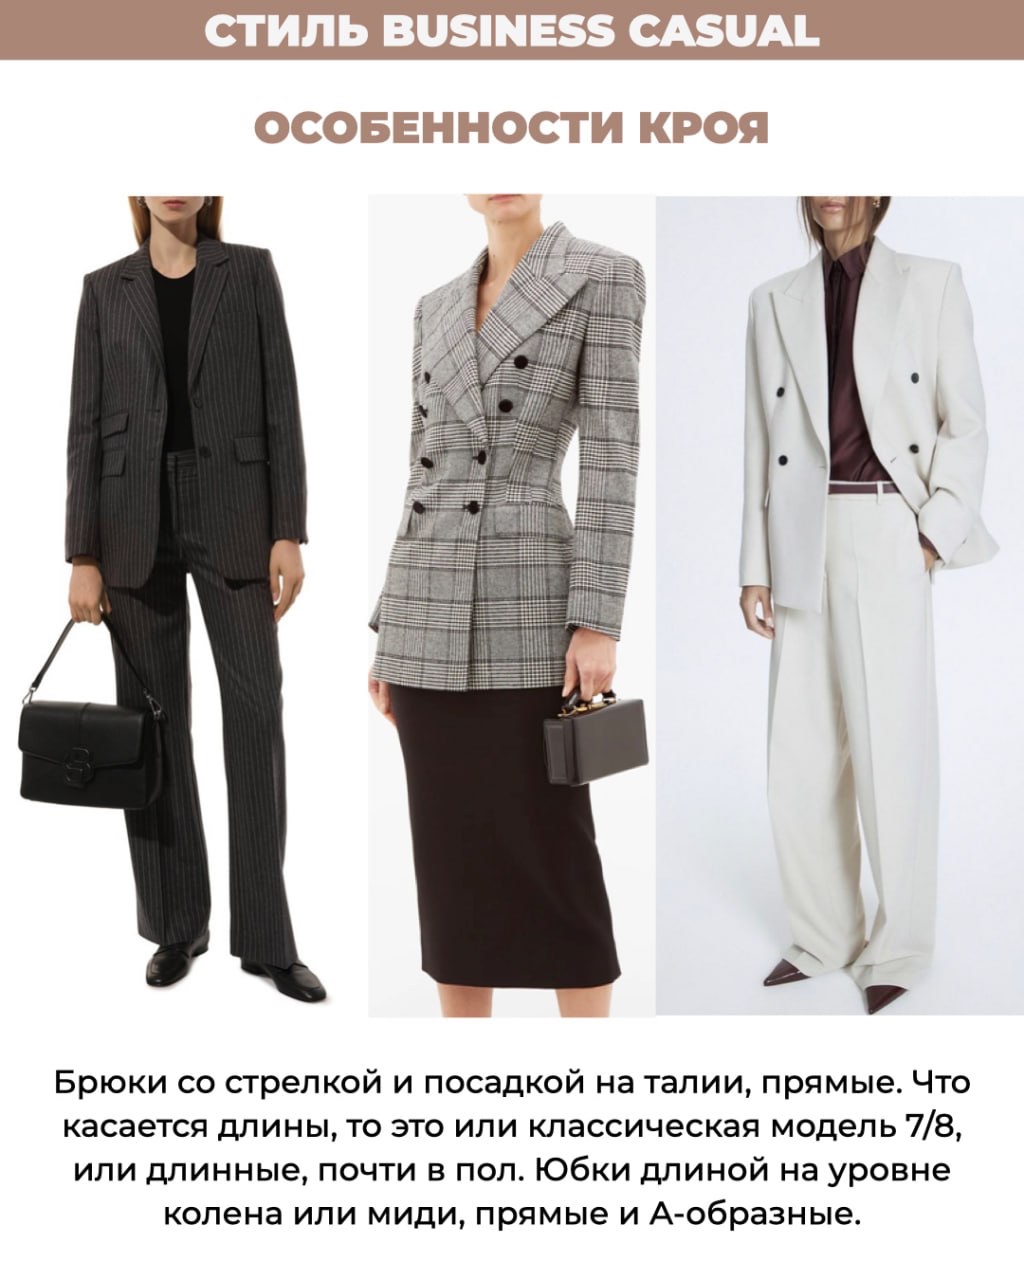 СТИЛЬ BUSINESS CASUAL
ОСОБЕННОСТИ КРОЯ
Брюки со стрелкой и посадкой на талии, прямые. Что
касается длины, то это или классическая модель 7/8,
или длинные, почти в пол. Юбки длиной на уровне
колена или миди, прямые и А-образные.